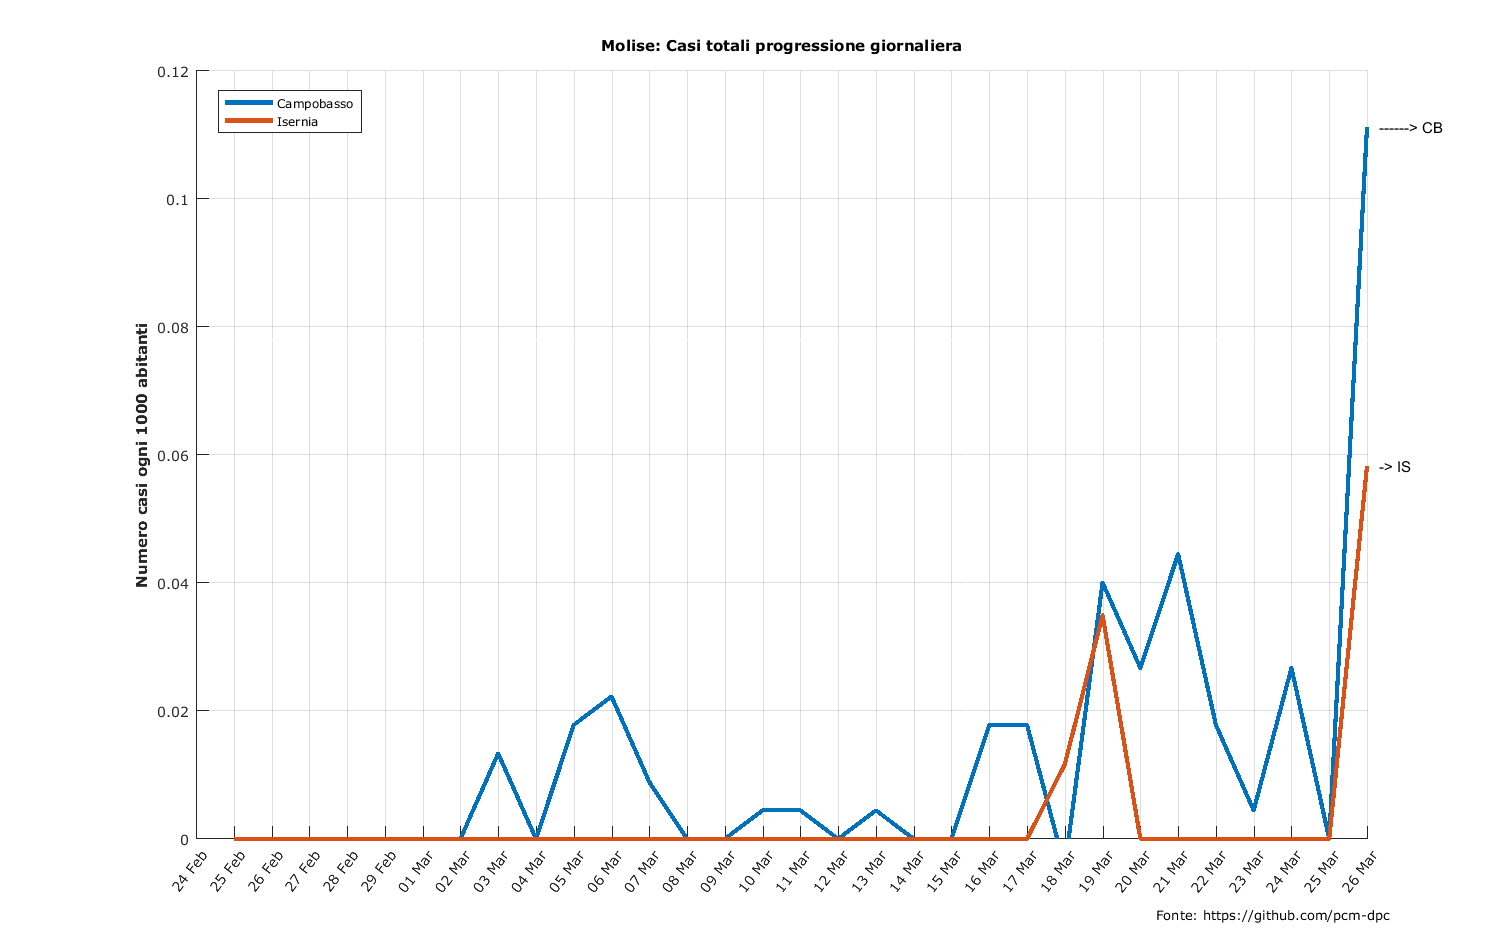 Molise: Casi totali progressione giornaliera
Campobasso
Isernia
Numero casi ogni 1000 abitanti
0.12
0.1
0.08
0.06
0.04
0.02
0
------> CB
-> IS
24 Feb
25 Feb
26 Feb
27 Feb
28 Feb
29 Feb
01 Mar
02 Mar
03 Mar
04 Mar
05 Mar
06 Mar
07 Mar
08 Mar
09 Mar
10 Mar
11 Mar
12 Mar
13 Mar
14 Mar
15 Mar
16 Mar
17 Mar
18 Mar
19 Mar
20 Mar
21 Mar
22 Mar
23 Mar
24 Mar
25 Mar
26 Mar
Fonte: https://github.com/pcm-dpc